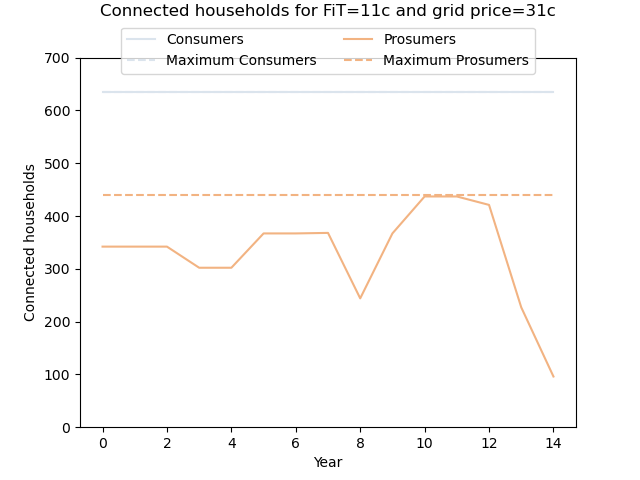 Connected households for FiT=11c and grid price=31c
Consumers
Prosumers
Maximum Consumers
Maximum Prosumers
700
600
500
400
300
200
100
0
Connected households
0 2 4 6 8 10 12 14
Year